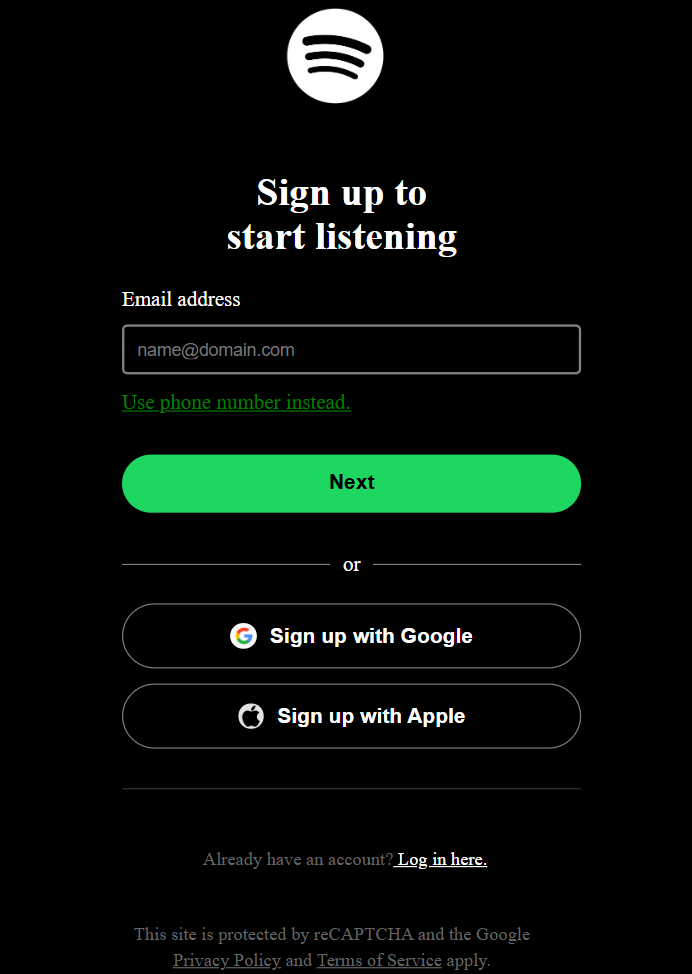 Sign up to
start listening
Email address
name@domain.com
Use phone number instead.
Next
or
Sign up with Google
Sign up with Apple
Already have an account? Log in here.
This site is protected by reCAPTCHA and the Google
Privacy Policy and Terms of Service apply.